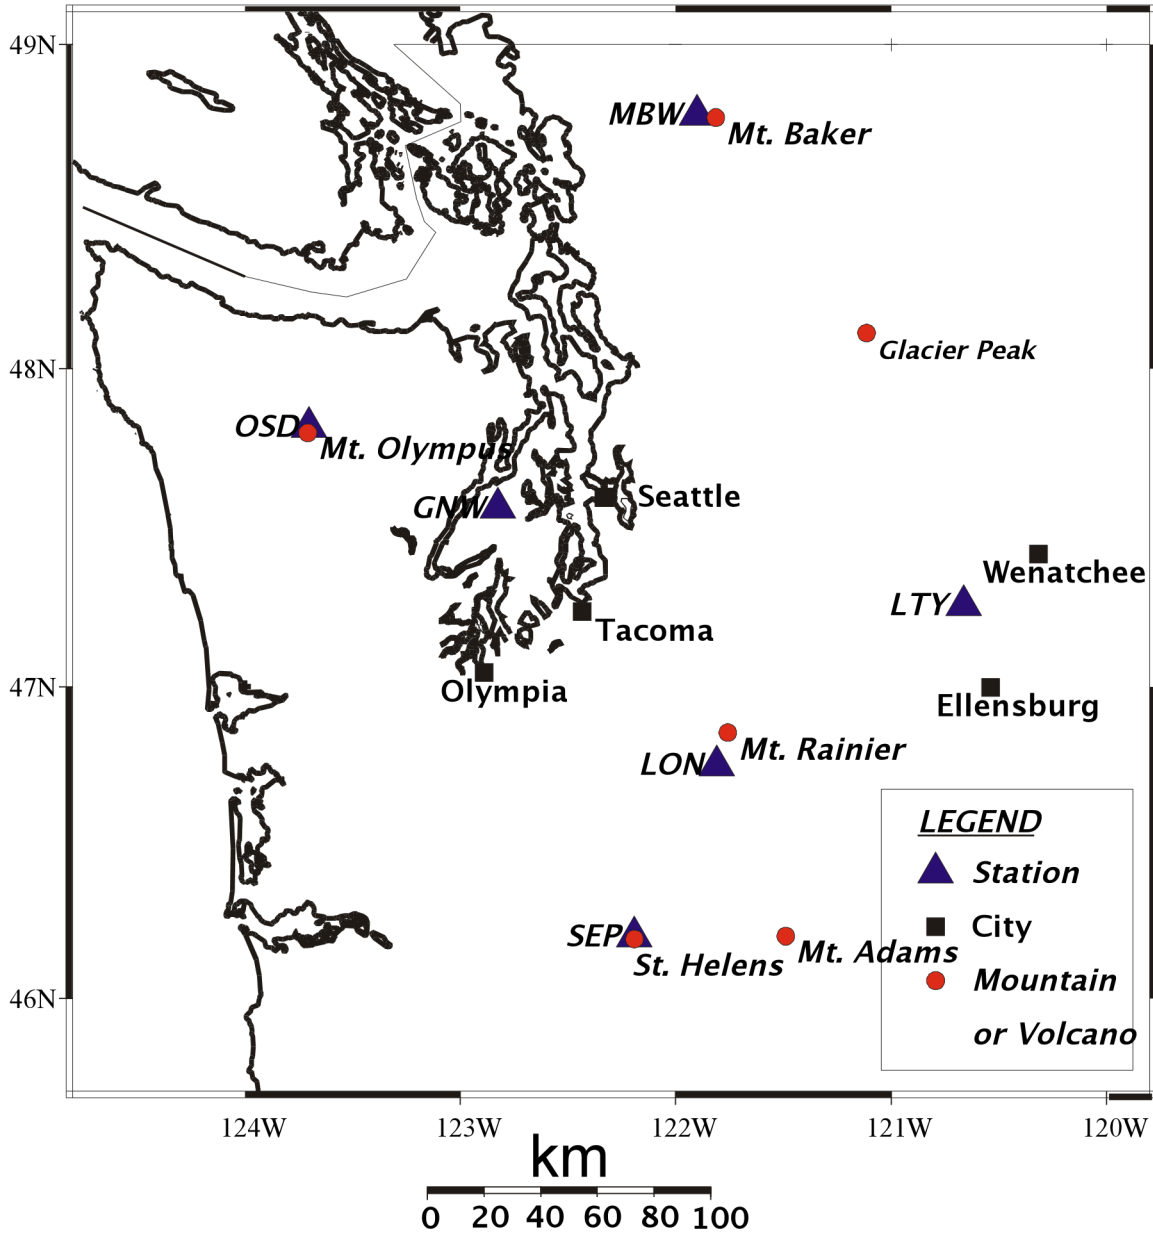 49N
MBW
Mt. Baker
Glacier Peak
48N
OSD
Mt. Olympus
GNW
Seattle
Wenatchee
LTY
Tacoma
47N
Olympia
Ellensburg
Mt. Rainier
LON
LEGEND
Station
SEP
City
St. Helens
Mt. Adams
Mountain
46N
or Volcano
124W 123W 122W 121W 120W
km
0 20 40 60 80 100